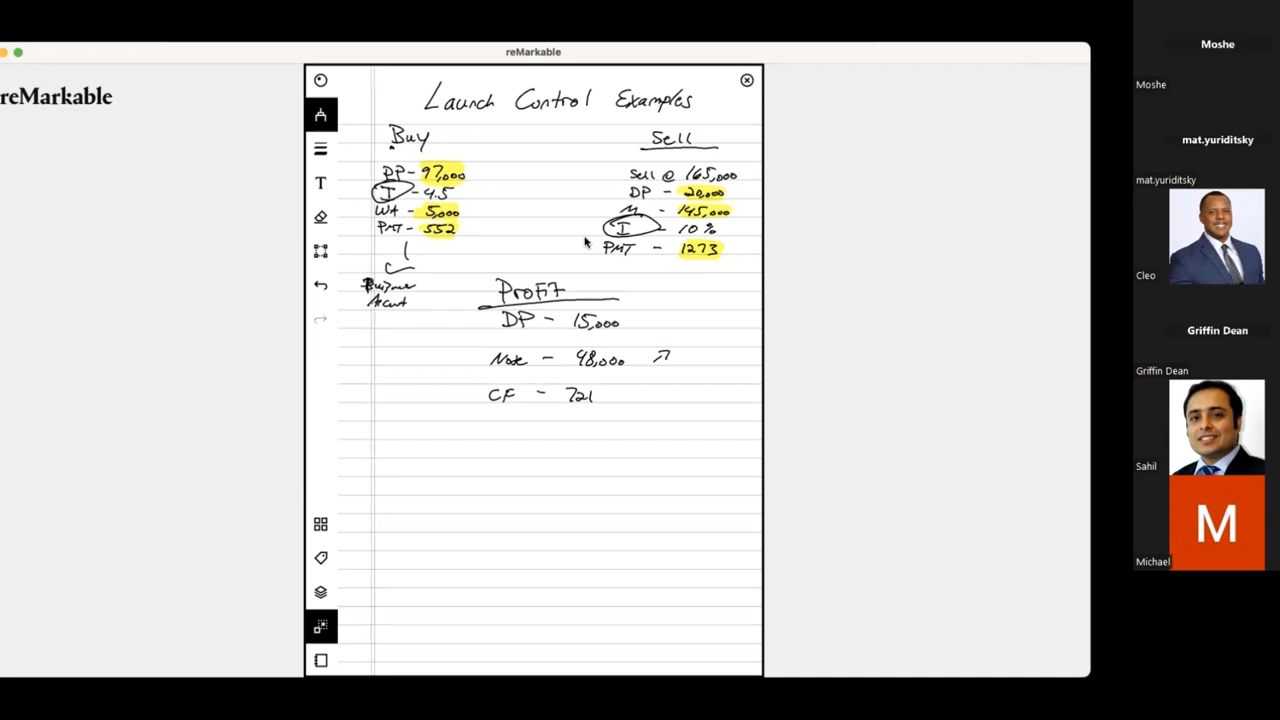 reMarkable
reMarkable
Launch Control Examples
Buy
PP - 97,000
I - 4.5
WA - 5,000
PMT - 552
Sell
Sell @ 165,000
DP - 20,000
M - 145,000
I - 10%
PMT - 1273
Profit
DP - 15,000
Note - 48,000
CF - 721
Moshe
Moshe
mat.yuriditsky
mat.yuriditsky
Cleo
Griffin Dean
Griffin Dean
Sahil
M
Michael
T